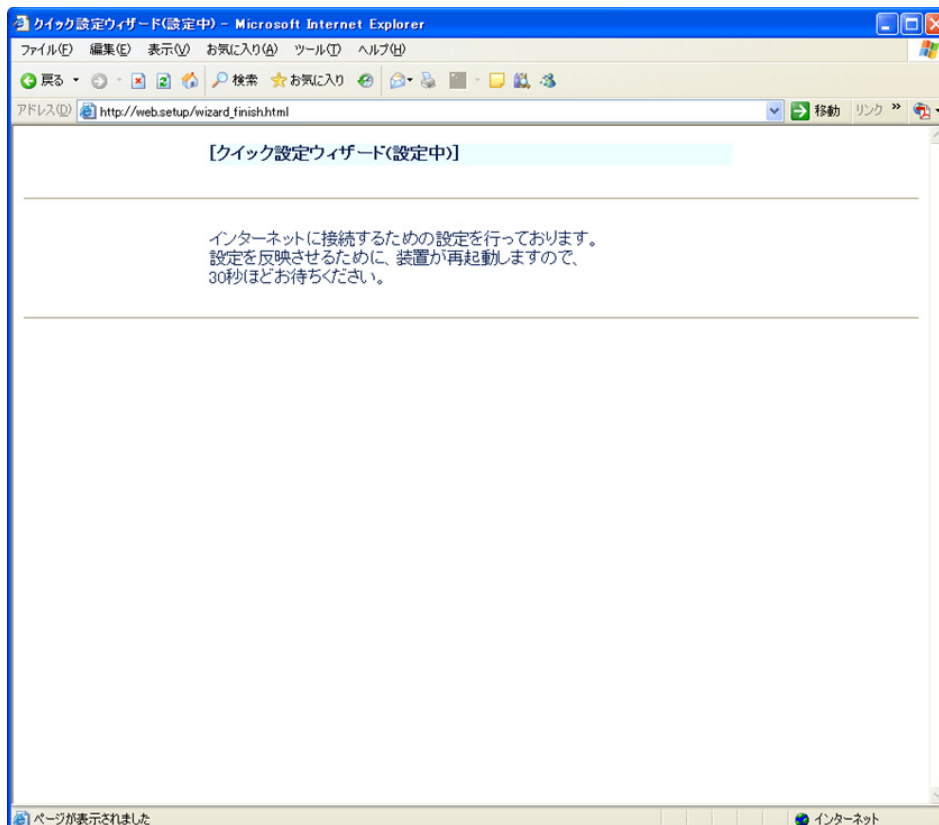 クイック設定ウィザード(設定中) - Microsoft Internet Explorer
ファイル(F) 編集(E) 表示(V) お気に入り(A) ツール(T) ヘルプ(H)
戻る 検索 お気に入り
アドレス(D) http://web.setup/wizard_finish.html 移動 リンク »
[クイック設定ウィザード(設定中)]
インターネットに接続するための設定を行っております。
設定を反映させるために、装置が再起動しますので、
30秒ほどお待ちください。
ページが表示されました インターネット